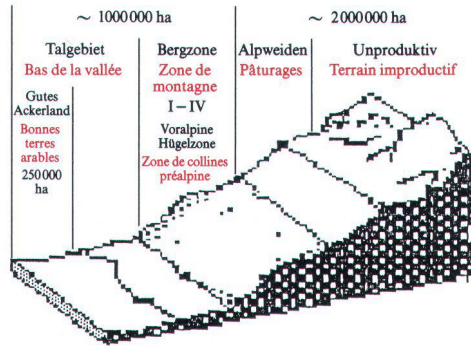 ~ 1000000 ha
~ 2000000 ha
Talgebiet
Bas de la vallée
Bergzone
Zone de
montagne
I–IV
Voralpine
Hügelzone
Zone de collines
préalpine
Alpweiden
Pâturages
Unproduktiv
Terrain improductif
Gutes
Ackerland
Bonnes
terres
arables
250000
ha